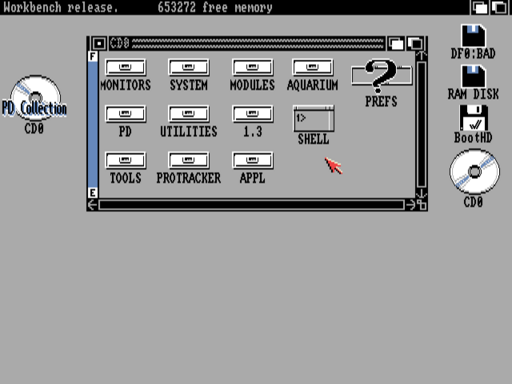 Workbench release. 653272 free memory
CD0
F
MONITORS SYSTEM MODULES AQUARIUM
PREFS
PD UTILITIES 1.3
1>
SHELL
TOOLS PROTRACKER APPL
E
PD Collection
CD0
DF0:BAD
RAM DISK
BootHD
CD0